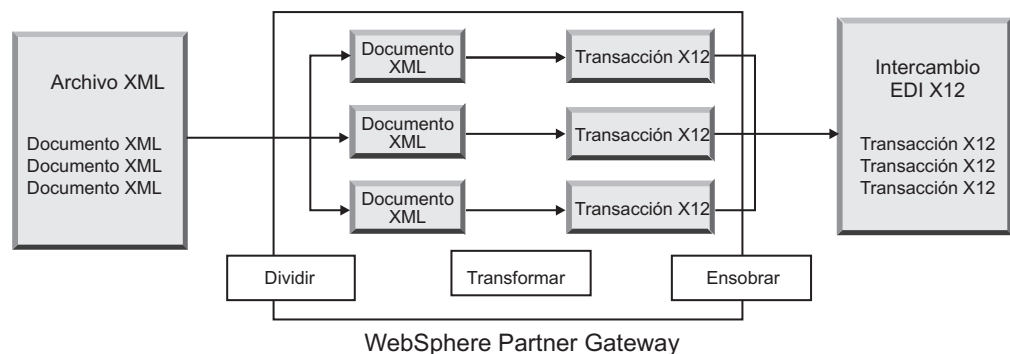 Archivo XML
Documento XML
Documento XML
Documento XML
Documento
XML
Transacción X12
Documento
XML
Transacción X12
Documento
XML
Transacción X12
Intercambio
EDI X12
Transacción X12
Transacción X12
Transacción X12
Dividir
Transformar
Ensobrar
WebSphere Partner Gateway